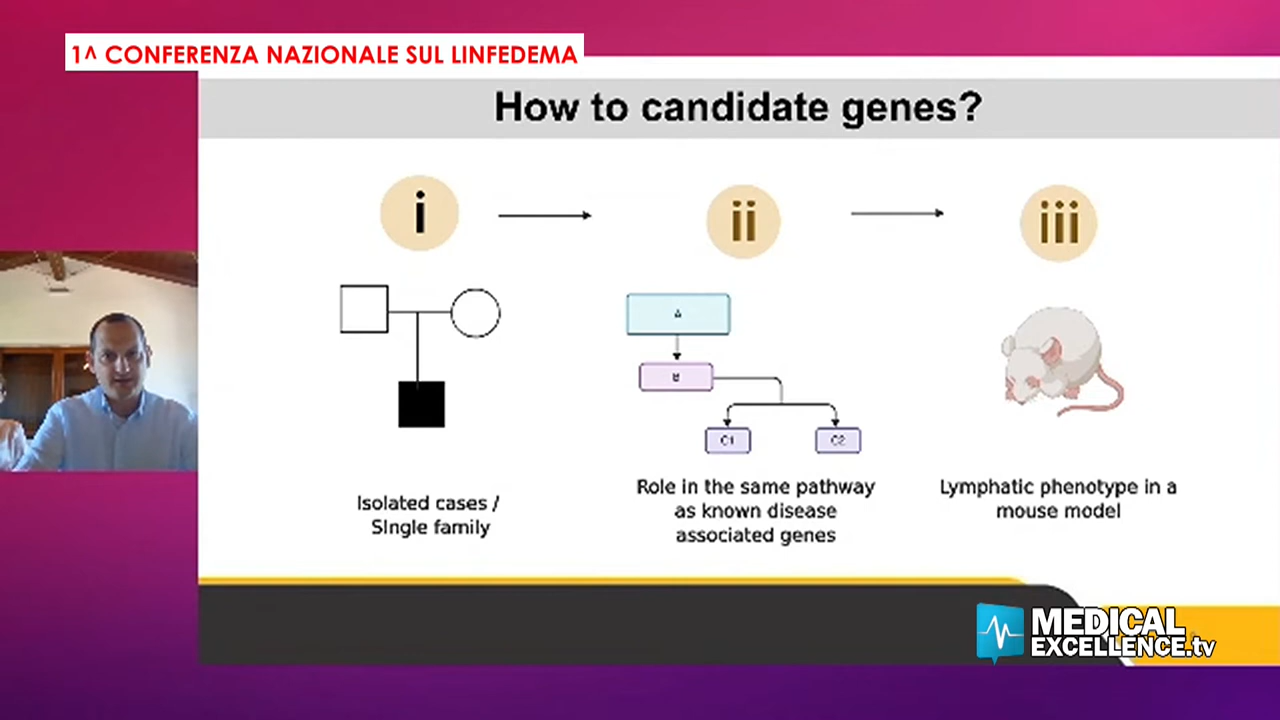 1^ CONFERENZA NAZIONALE SUL LINFEDEMA
How to candidate genes?
i
ii
iii
A
B
C1
C2
Isolated cases /
SIngle family
Role in the same pathway
as known disease
associated genes
Lymphatic phenotype in a
mouse model
MEDICAL
EXCELLENCE.tv